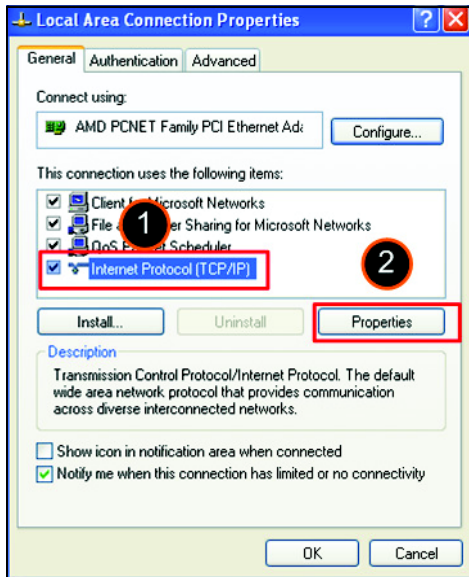 Local Area Connection Properties
General Authentication Advanced
Connect using:
AMD PCNET Family PCI Ethernet Ada
Configure...
This connection uses the following items:
Client for Microsoft Networks
File Sharing for Microsoft Networks
QoS Scheduler
Internet Protocol (TCP/IP)
1
2
Install... Uninstall Properties
Description
Transmission Control Protocol/Internet Protocol. The default
wide area network protocol that provides communication
across diverse interconnected networks.
Show icon in notification area when connected
Notify me when this connection has limited or no connectivity
OK Cancel